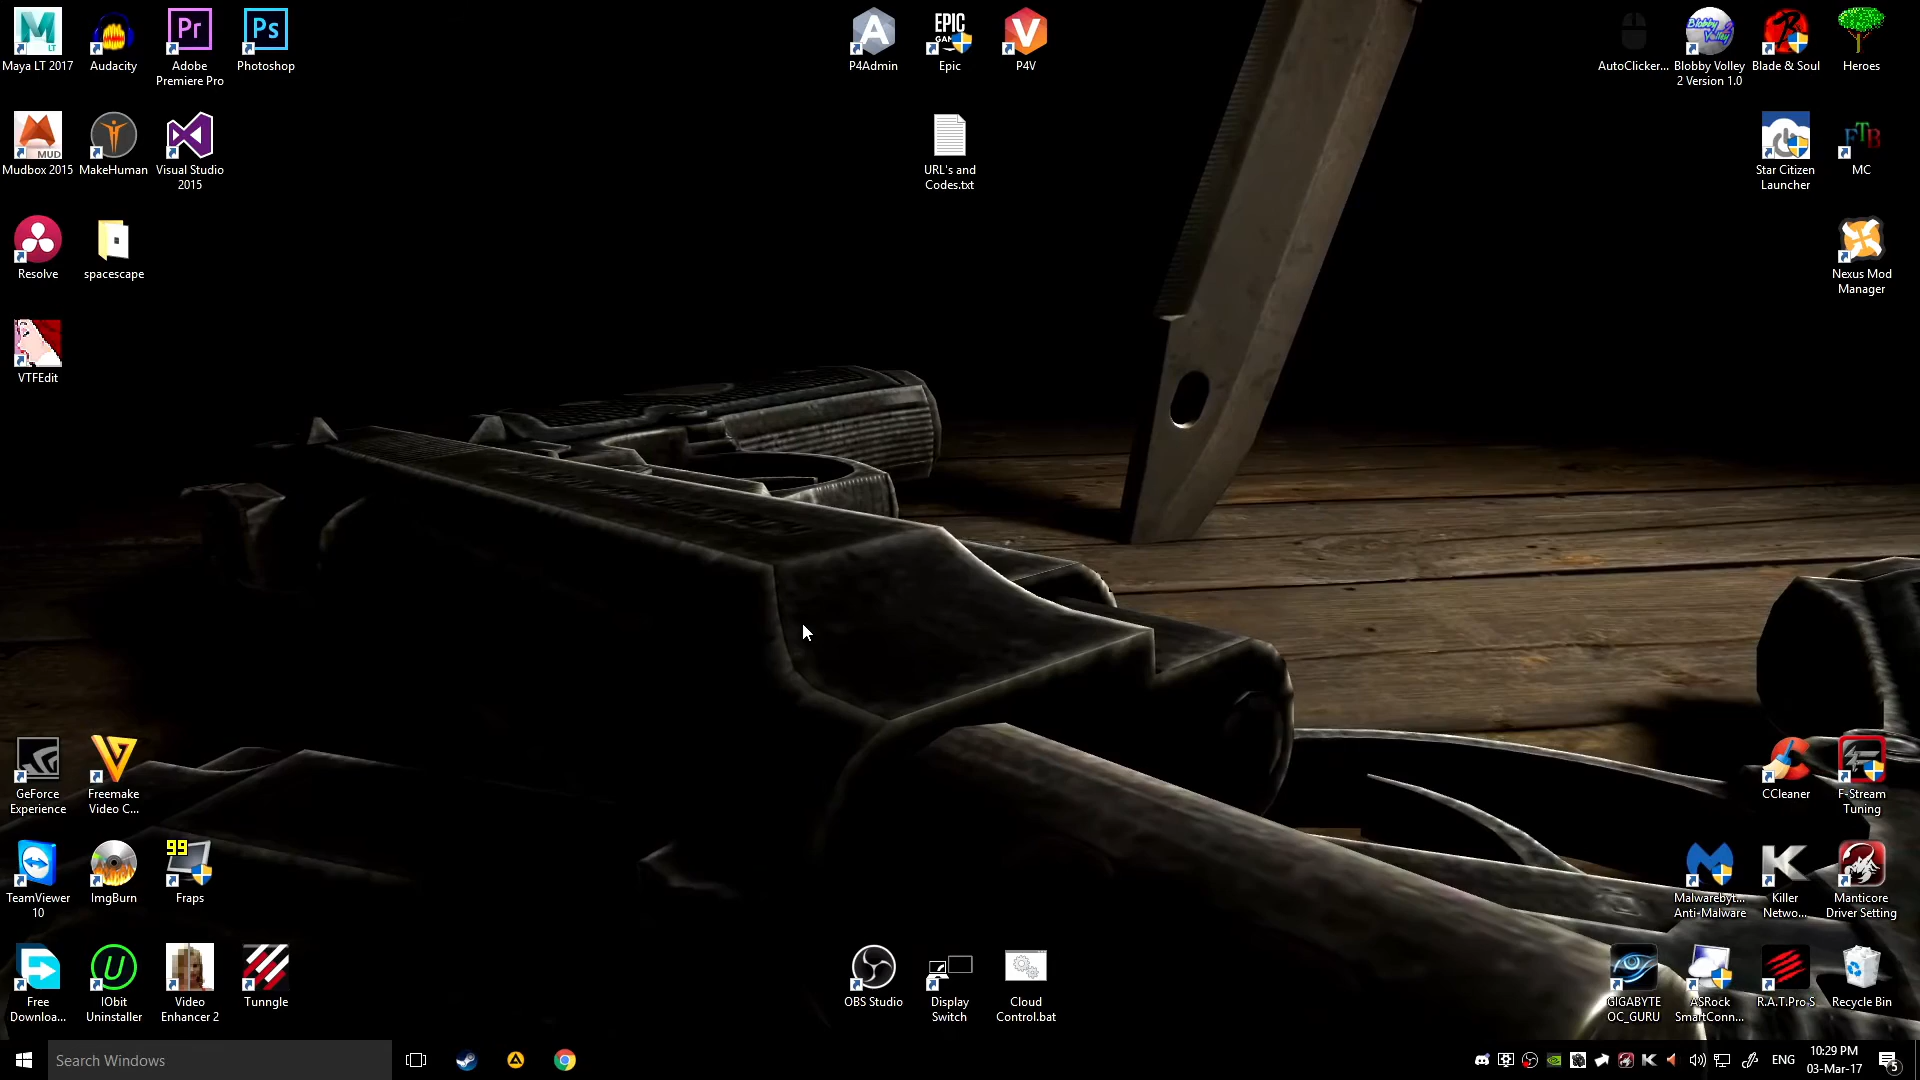 Maya LT 2017
Audacity
Adobe
Premiere Pro
Photoshop
P4Admin
Epic
P4V
AutoClicker...
Blobby Volley
2 Version 1.0
Blade & Soul
Heroes
Mudbox 2015
MakeHuman
Visual Studio
2015
URL's and
Codes.txt
Star Citizen
Launcher
MC
Resolve
spacescape
Nexus Mod
Manager
VTFEdit
GeForce
Experience
Freemake
Video C...
CCleaner
F-Stream
Tuning
TeamViewer
10
ImgBurn
Fraps
Malwarebyt...
Anti-Malware
Killer
Netwo...
Manticore
Driver Setting
Free
Downloa...
IObit
Uninstaller
Video
Enhancer 2
Tunngle
OBS Studio
Display
Switch
Cloud
Control.bat
GIGABYTE
OC_GURU
ASRock
SmartConn...
R.A.T.Pro S
Recycle Bin
Search Windows
ENG
10:29 PM
03-Mar-17
5